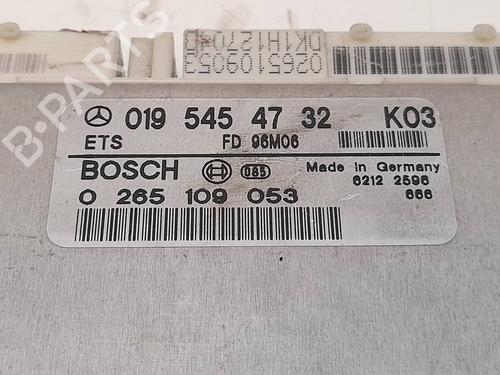 0265109053
DK1H1270
019 545 47 32 K03
ETS FD 96M06
BOSCH 085 Made in Germany
6212 2596
0 265 109 053 666
B-PARTS